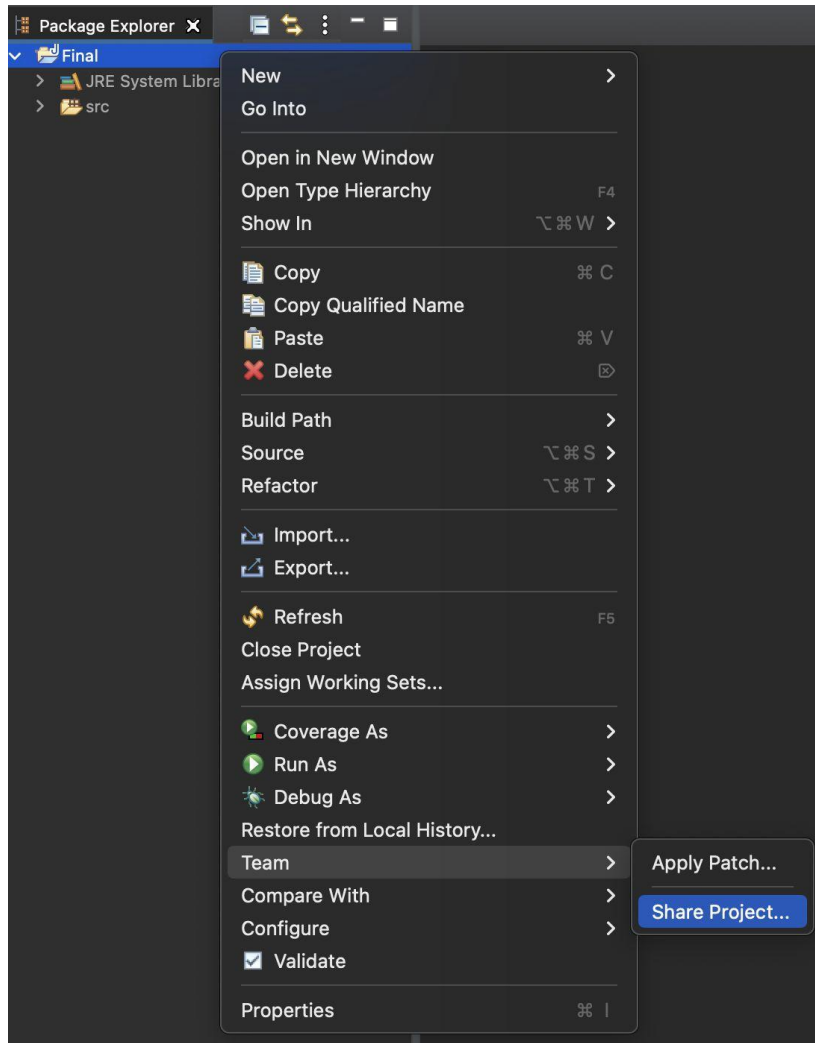 Package Explorer
Final
JRE System Libra
src
New
Go Into
Open in New Window
Open Type Hierarchy F4
Show In ⌥⌘W
Copy ⌘ C
Copy Qualified Name
Paste ⌘ V
Delete ⌦
Build Path
Source ⌥⌘S
Refactor ⌥⌘T
Import...
Export...
Refresh F5
Close Project
Assign Working Sets...
Coverage As
Run As
Debug As
Restore from Local History...
Team
Apply Patch...
Compare With
Share Project...
Configure
Validate
Properties ⌘ I